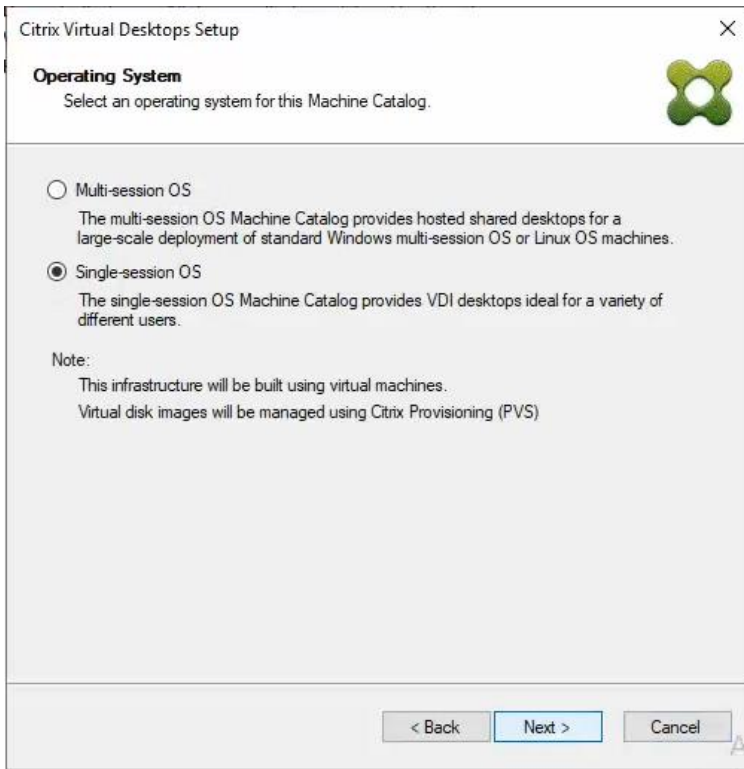 Citrix Virtual Desktops Setup
Operating System
Select an operating system for this Machine Catalog.
Multi-session OS
The multi-session OS Machine Catalog provides hosted shared desktops for a
large-scale deployment of standard Windows multi-session OS or Linux OS machines.
Single-session OS
The single-session OS Machine Catalog provides VDI desktops ideal for a variety of
different users.
Note:
This infrastructure will be built using virtual machines.
Virtual disk images will be managed using Citrix Provisioning (PVS)
< Back
Next >
Cancel